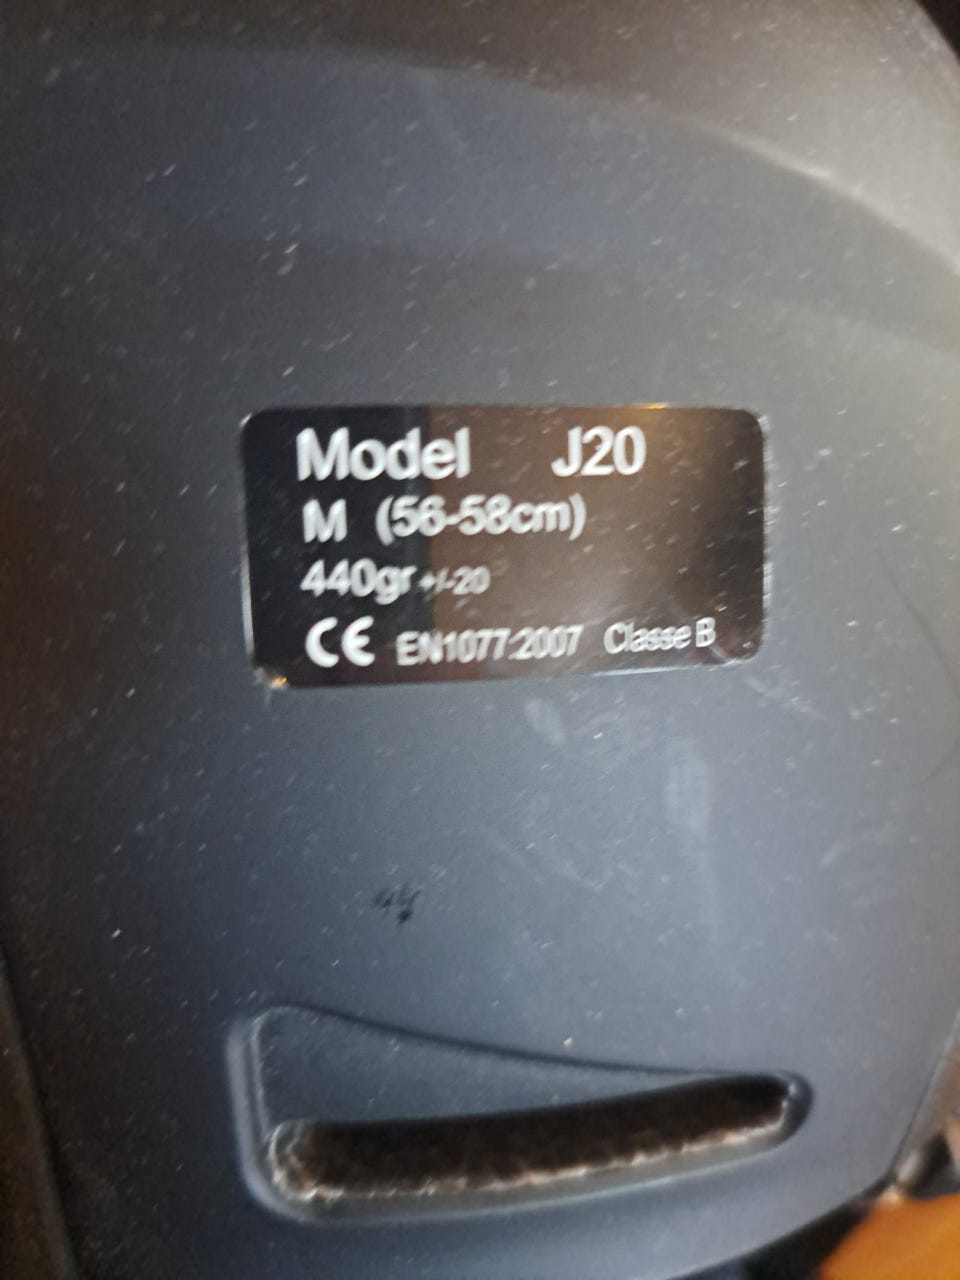 Model J20
M (56-58cm)
440gr +/-20
CE EN1077:2007 Classe B